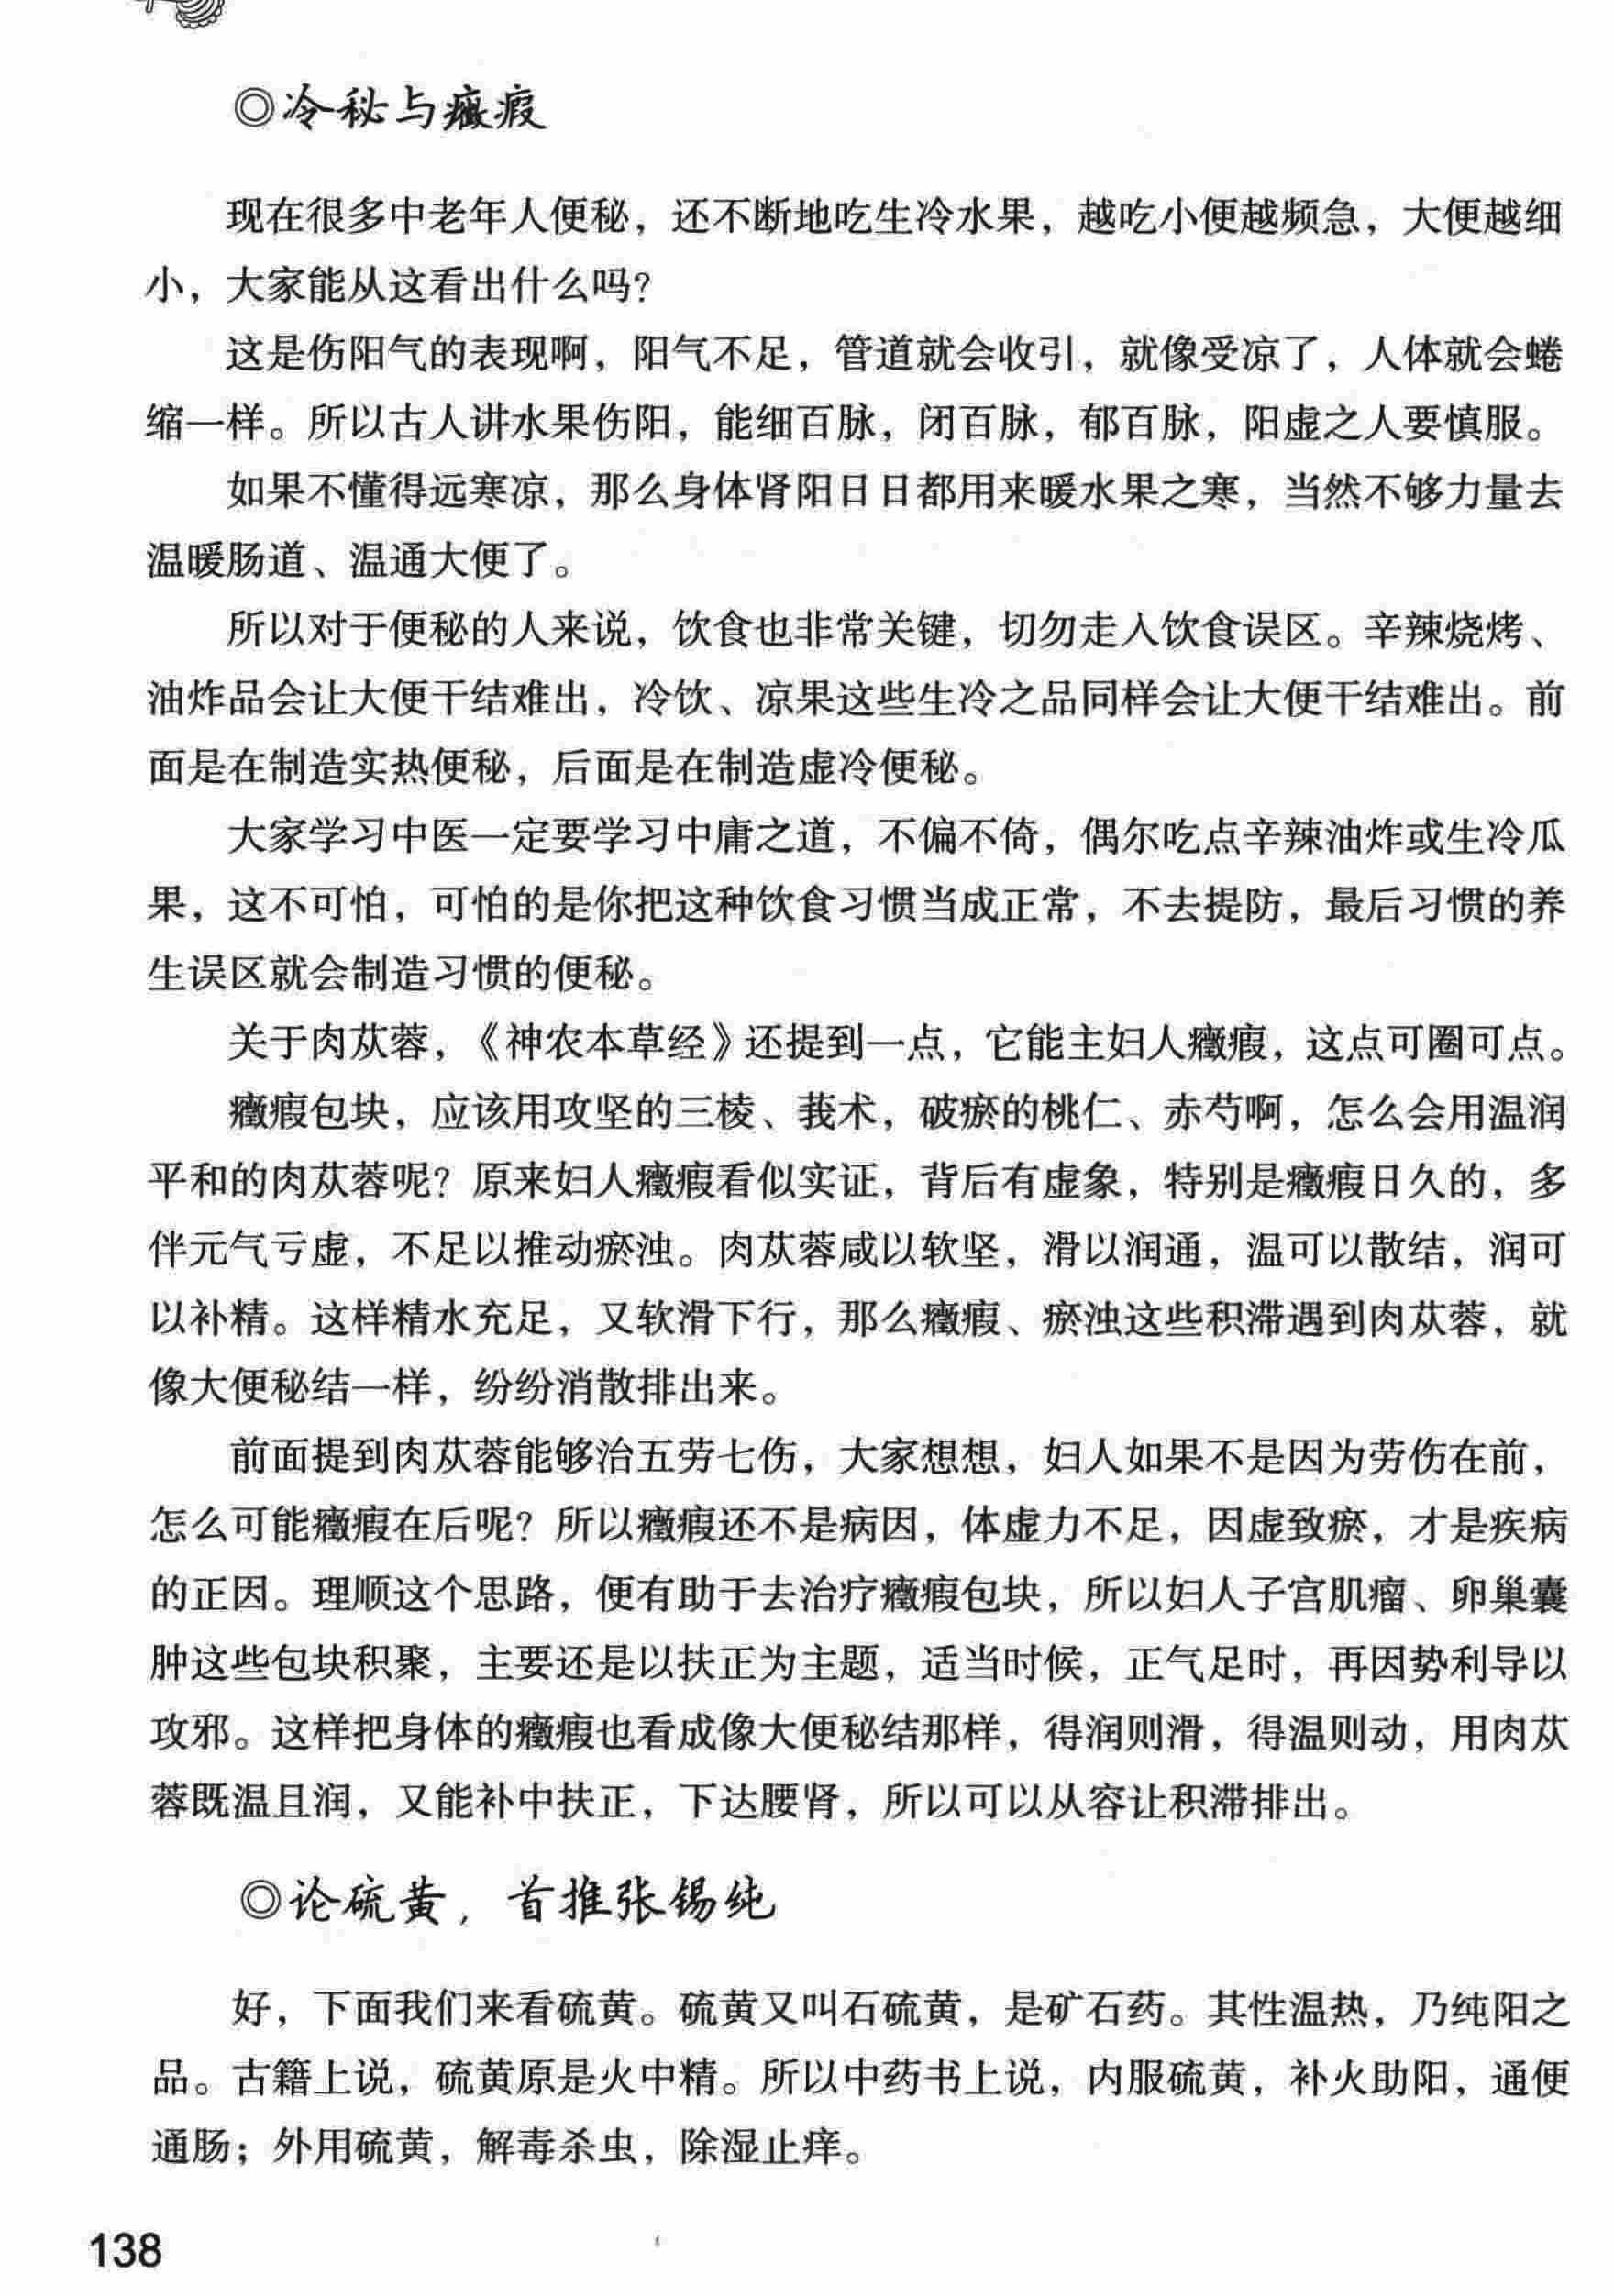 ◎冷秘与癥瘕
现在很多中老年人便秘，还不断地吃生冷水果，越吃小便越频急，大便越细
小，大家能从这看出什么吗？
这是伤阳气的表现啊，阳气不足，管道就会收引，就像受凉了，人体就会蜷
缩一样。所以古人讲水果伤阳，能细百脉，闭百脉，郁百脉，阳虚之人要慎服。
如果不懂得远寒凉，那么身体肾阳日日都用来暖水果之寒，当然不够力量去
温暖肠道、温通大便了。
所以对于便秘的人来说，饮食也非常关键，切勿走入饮食误区。辛辣烧烤、
油炸品会让大便干结难出，冷饮、凉果这些生冷之品同样会让大便干结难出。前
面是在制造实热便秘，后面是在制造虚冷便秘。
大家学习中医一定要学习中庸之道，不偏不倚，偶尔吃点辛辣油炸或生冷瓜
果，这不可怕，可怕的是你把这种饮食习惯当成正常，不去提防，最后习惯的养
生误区就会制造习惯的便秘。
关于肉苁蓉，《神农本草经》还提到一点，它能主妇人癥瘕，这点可圈可点。
癥瘕包块，应该用攻坚的三棱、莪术，破瘀的桃仁、赤芍啊，怎么会用温润
平和的肉苁蓉呢？原来妇人癥瘕看似实证，背后有虚象，特别是癥瘕日久的，多
伴元气亏虚，不足以推动瘀浊。肉苁蓉咸以软坚，滑以润通，温可以散结，润可
以补精。这样精水充足，又软滑下行，那么癥瘕、瘀浊这些积滞遇到肉苁蓉，就
像大便秘结一样，纷纷消散排出来。
前面提到肉苁蓉能够治五劳七伤，大家想想，妇人如果不是因为劳伤在前，
怎么可能癥瘕在后呢？所以癥瘕还不是病因，体虚力不足，因虚致瘀，才是疾病
的正因。理顺这个思路，便有助于去治疗癥瘕包块，所以妇人子宫肌瘤、卵巢囊
肿这些包块积聚，主要还是以扶正为主题，适当时候，正气足时，再因势利导以
攻邪。这样把身体的癥瘕也看成像大便秘结那样，得润则滑，得温则动，用肉苁
蓉既温且润，又能补中扶正，下达腰肾，所以可以从容让积滞排出。
◎论硫黄，首推张锡纯
好，下面我们来看硫黄。硫黄又叫石硫黄，是矿石药。其性温热，乃纯阳之
品。古籍上说，硫黄原是火中精。所以中药书上说，内服硫黄，补火助阳，通便
通肠；外用硫黄，解毒杀虫，除湿止痒。
138